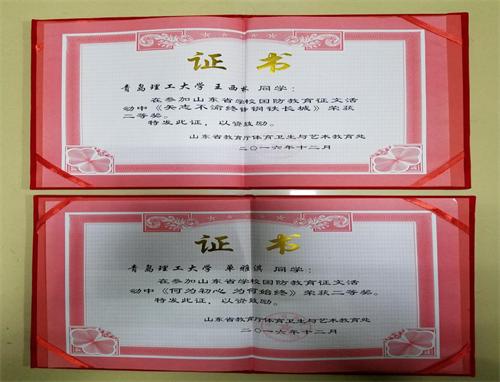 证书
青岛理工大学 王西 同学：
在参加山东省学校国防教育征文活
动中《矢志不渝终铸钢铁长城》荣获
二等奖。
特发此证，以资鼓励。
山东省教育厅体育卫生与艺术教育处
二〇一六年十二月
证书
青岛理工大学 单雅淇 同学：
在参加山东省学校国防教育征文活
动中《何为初心 为何始终》荣获二等奖。
特发此证，以资鼓励。
山东省教育厅体育卫生与艺术教育处
二〇一六年十二月